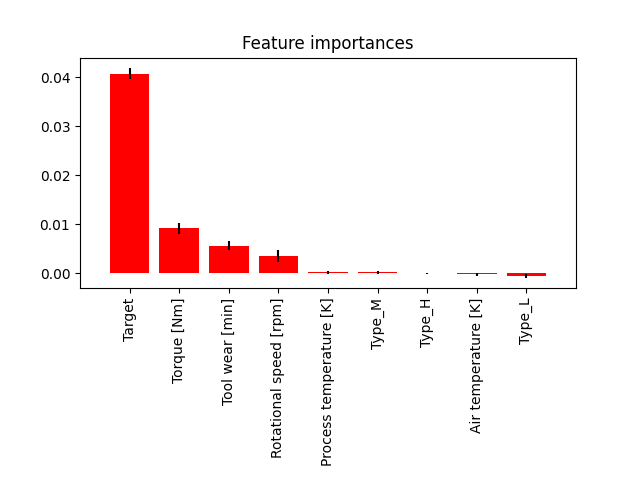 Feature importances
0.04
0.03
0.02
0.01
0.00
Target
Torque [Nm]
Tool wear [min]
Rotational speed [rpm]
Process temperature [K]
Type_M
Type_H
Air temperature [K]
Type_L